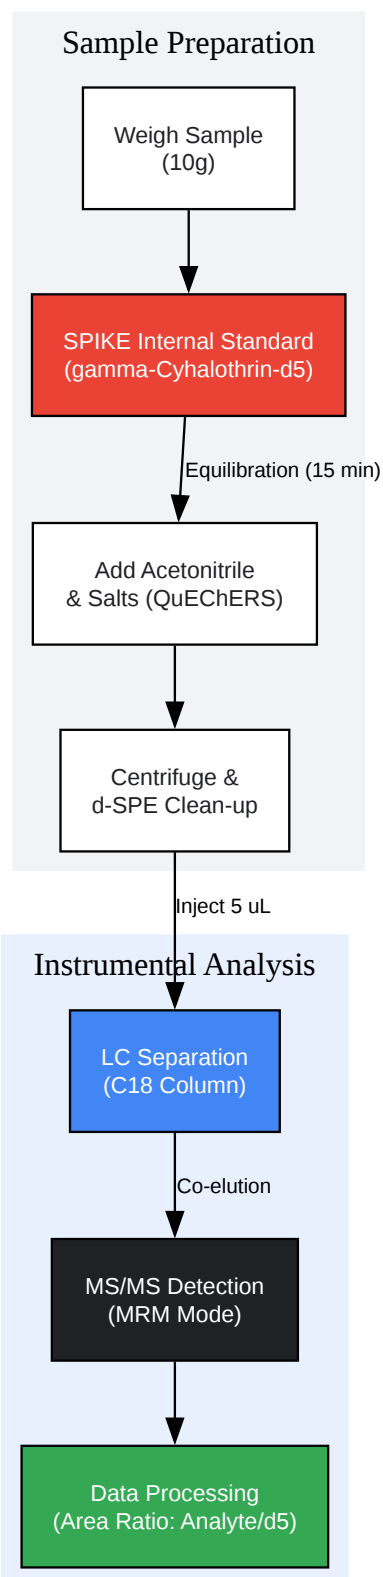 Sample Preparation
Weigh Sample
(10g)
SPIKE Internal Standard
(gamma-Cyhalothrin-d5)
Equilibration (15 min)
Add Acetonitrile
& Salts (QuEChERS)
Centrifuge &
d-SPE Clean-up
Inject 5 uL
Instrumental Analysis
LC Separation
(C18 Column)
Co-elution
MS/MS Detection
(MRM Mode)
Data Processing
(Area Ratio: Analyte/d5)